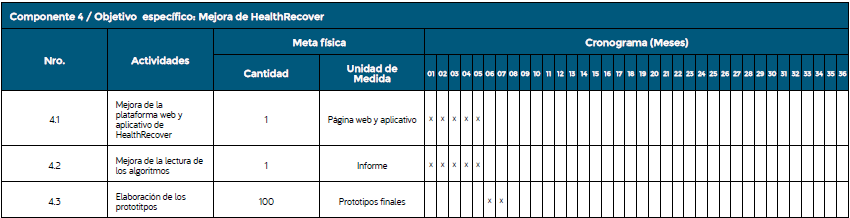 Componente 4 / Objetivo específico: Mejora de HealthRecover
Nro.
Actividades
Meta física
Cronograma (Meses)
Cantidad
Unidad de
Medida
01 02 03 04 05 06 07 08 09 10 11 12 13 14 15 16 17 18 19 20 21 22 23 24 25 26 27 28 29 30 31 32 33 34 35 36
4.1
Mejora de la
plataforma web y
aplicativo de
HealthRecover
1
Página web y aplicativo
x x x x x
4.2
Mejora de la lectura de
los algoritmos
1
Informe
x x x x x
4.3
Elaboración de los
prototitpos
100
Prototipos finales
x x